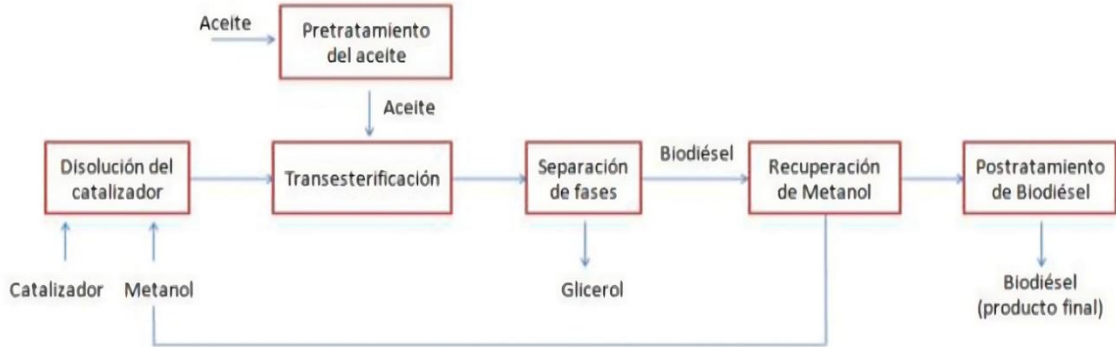 Aceite
Pretratamiento
del aceite
Aceite
Disolución del
catalizador
Transesterificación
Separación
de fases
Biodiésel
Recuperación
de Metanol
Postratamiento
de Biodiésel
Catalizador
Metanol
Glicerol
Biodiésel
(producto final)